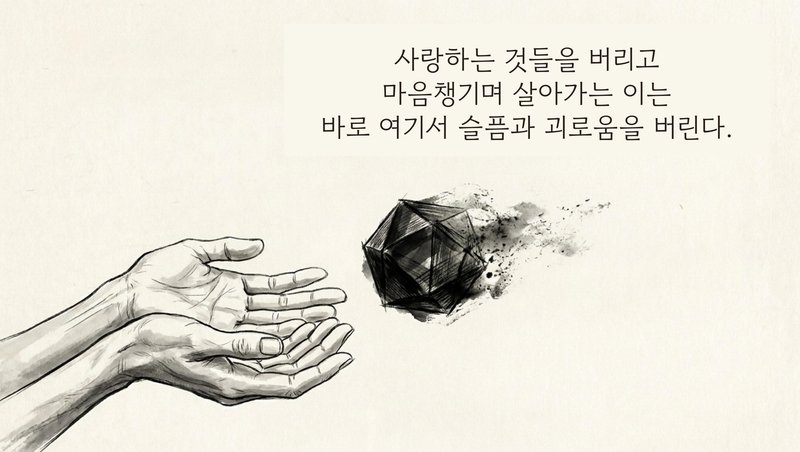 사랑하는 것들을 버리고
마음챙기며 살아가는 이는
바로 여기서 슬픔과 괴로움을 버린다.